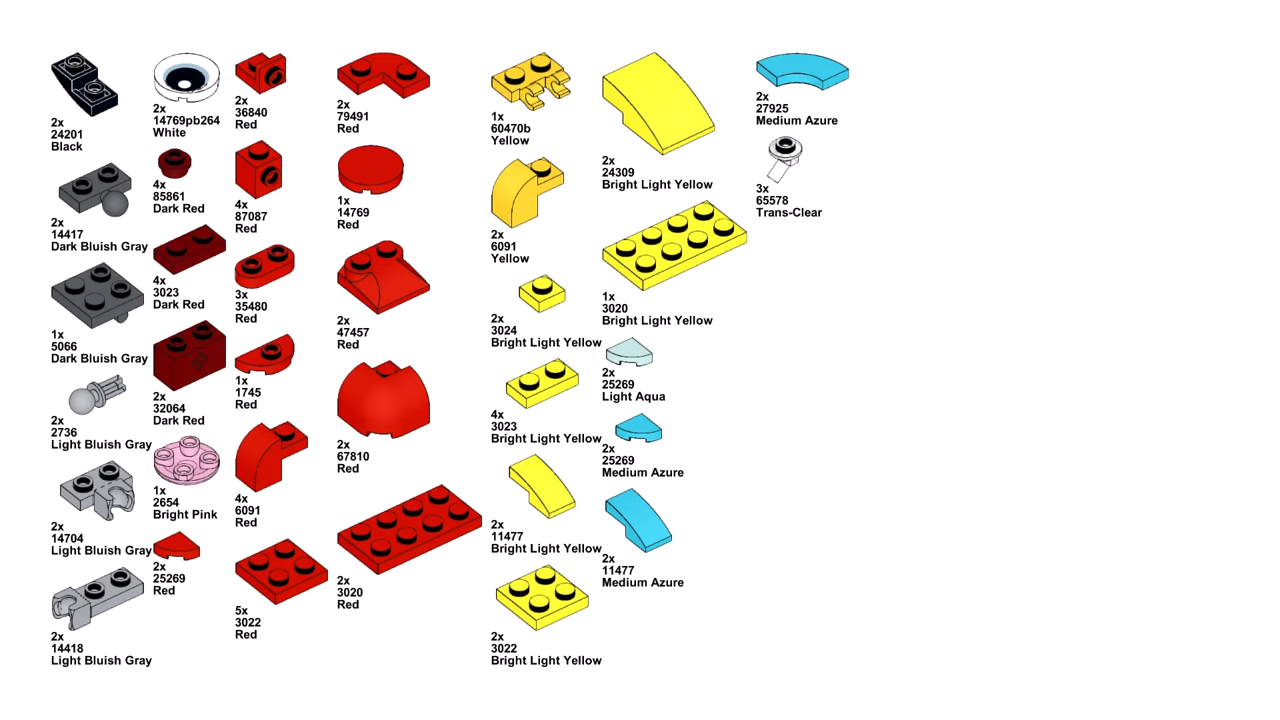 2x
24201
Black
2x
14417
Dark Bluish Gray
1x
5066
Dark Bluish Gray
2x
2736
Light Bluish Gray
2x
14704
Light Bluish Gray
2x
14418
Light Bluish Gray
2x
14769pb264
White
4x
85861
Dark Red
4x
3023
Dark Red
2x
32064
Dark Red
1x
2654
Bright Pink
2x
25269
Red
2x
36840
Red
4x
87087
Red
3x
35480
Red
1x
1745
Red
4x
6091
Red
5x
3022
Red
2x
79491
Red
1x
14769
Red
2x
47457
Red
2x
67810
Red
2x
3020
Red
1x
60470b
Yellow
2x
6091
Yellow
2x
3024
Bright Light Yellow
4x
3023
Bright Light Yellow
2x
11477
Bright Light Yellow
2x
3022
Bright Light Yellow
2x
24309
Bright Light Yellow
1x
3020
Bright Light Yellow
2x
25269
Light Aqua
2x
25269
Medium Azure
2x
11477
Medium Azure
2x
27925
Medium Azure
3x
65578
Trans-Clear